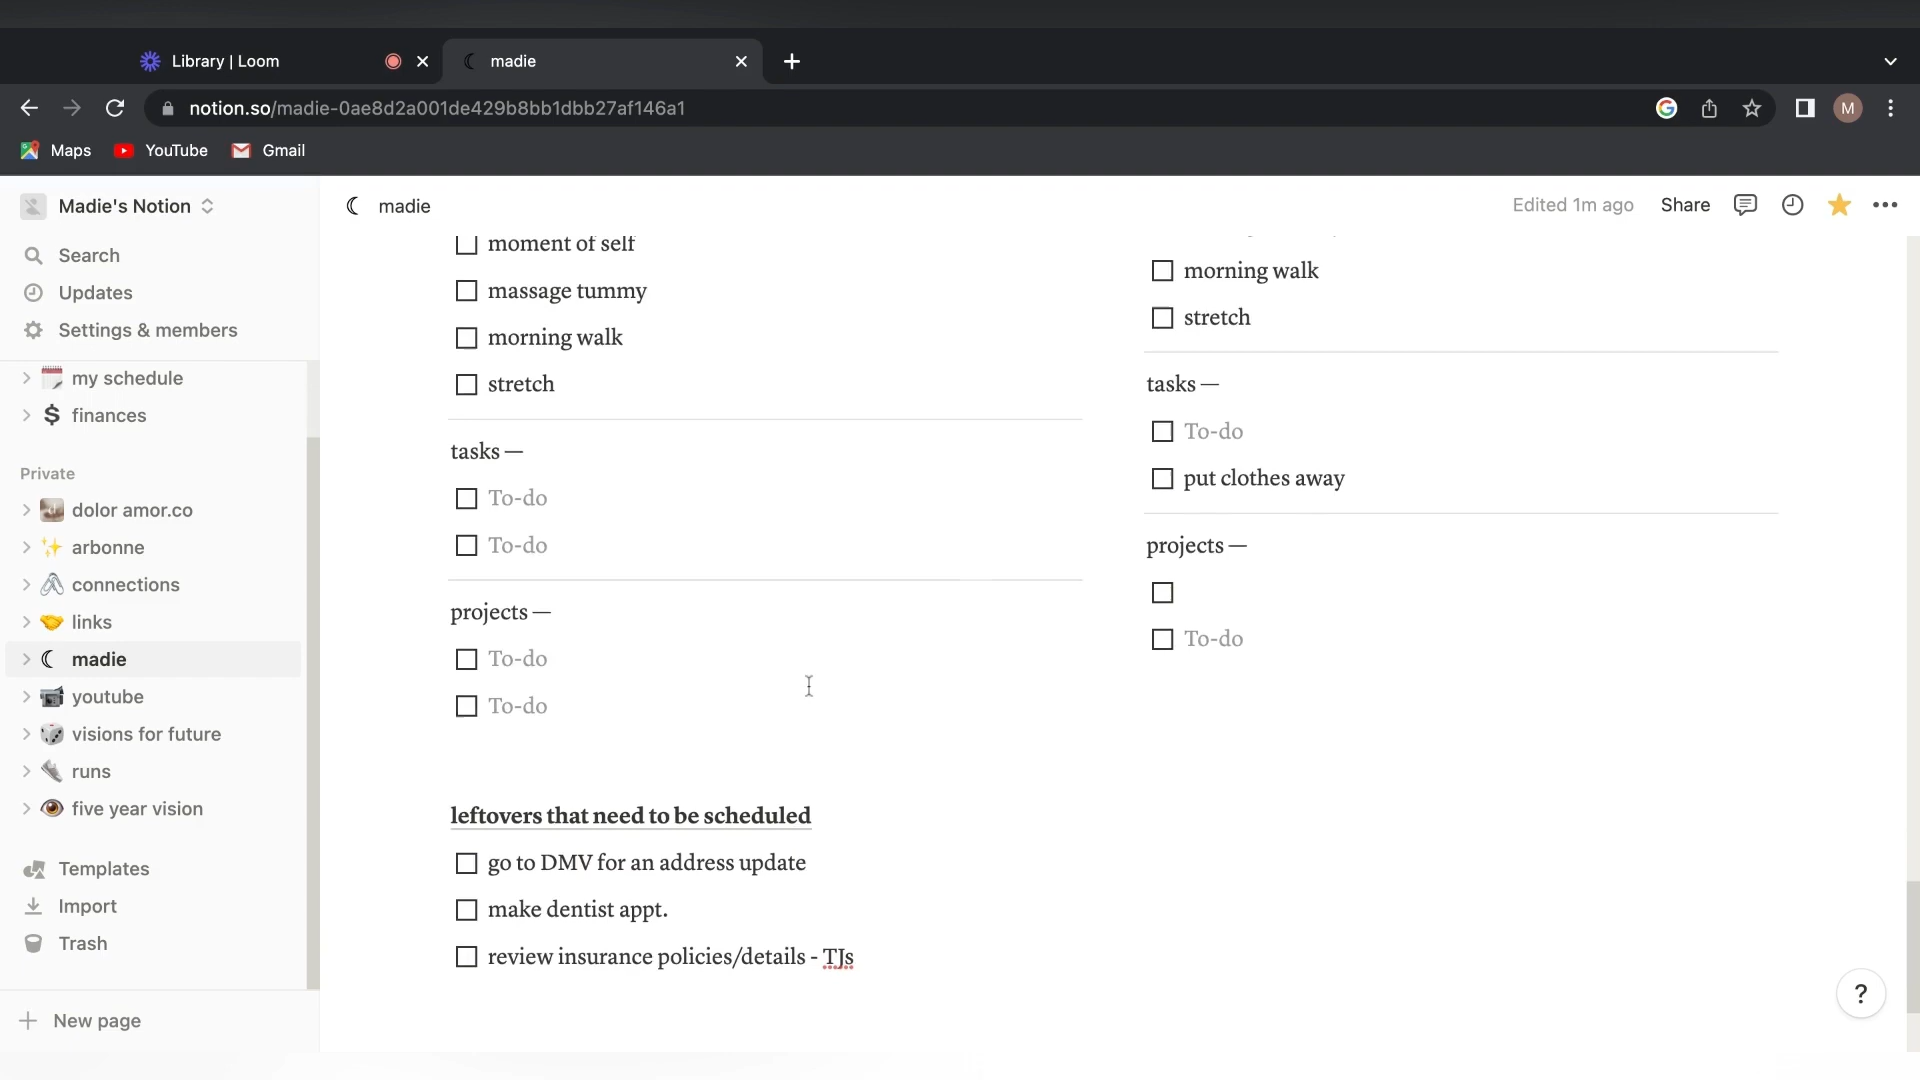 Library | Loom
madie
notion.so/madie-0ae8d2a001de429b8bb1dbb27af146a1
M
Maps
YouTube
Gmail
Madie's Notion
Search
Updates
Settings & members
my schedule
finances
Private
dolor amor.co
arbonne
connections
links
madie
youtube
visions for future
runs
five year vision
Templates
Import
Trash
New page
madie
Edited 1m ago
Share
moment of self
massage tummy
morning walk
stretch
tasks —
To-do
To-do
projects —
To-do
To-do
leftovers that need to be scheduled
go to DMV for an address update
make dentist appt.
review insurance policies/details - TJs
morning walk
stretch
tasks —
To-do
put clothes away
projects —
To-do
?